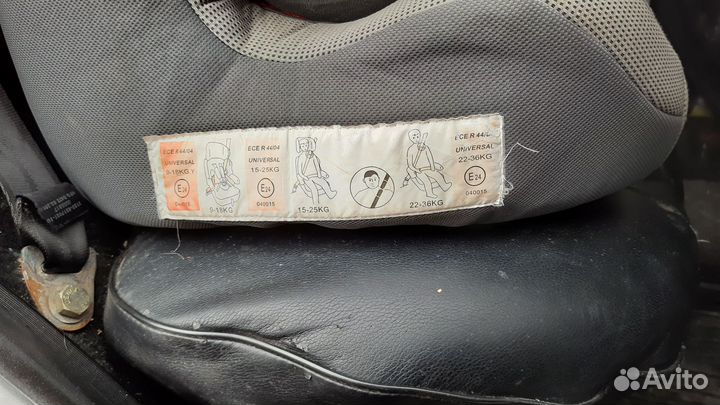 ECE R 44/04
UNIVERSAL
9-18KG Y
E24
040015
9-18KG
ECE R 44/04
UNIVERSAL
15-25KG
E24
040015
15-25KG
22-36KG
ECE R 44/
UNIVERSAL
22-36KG
E24
040015
Avito